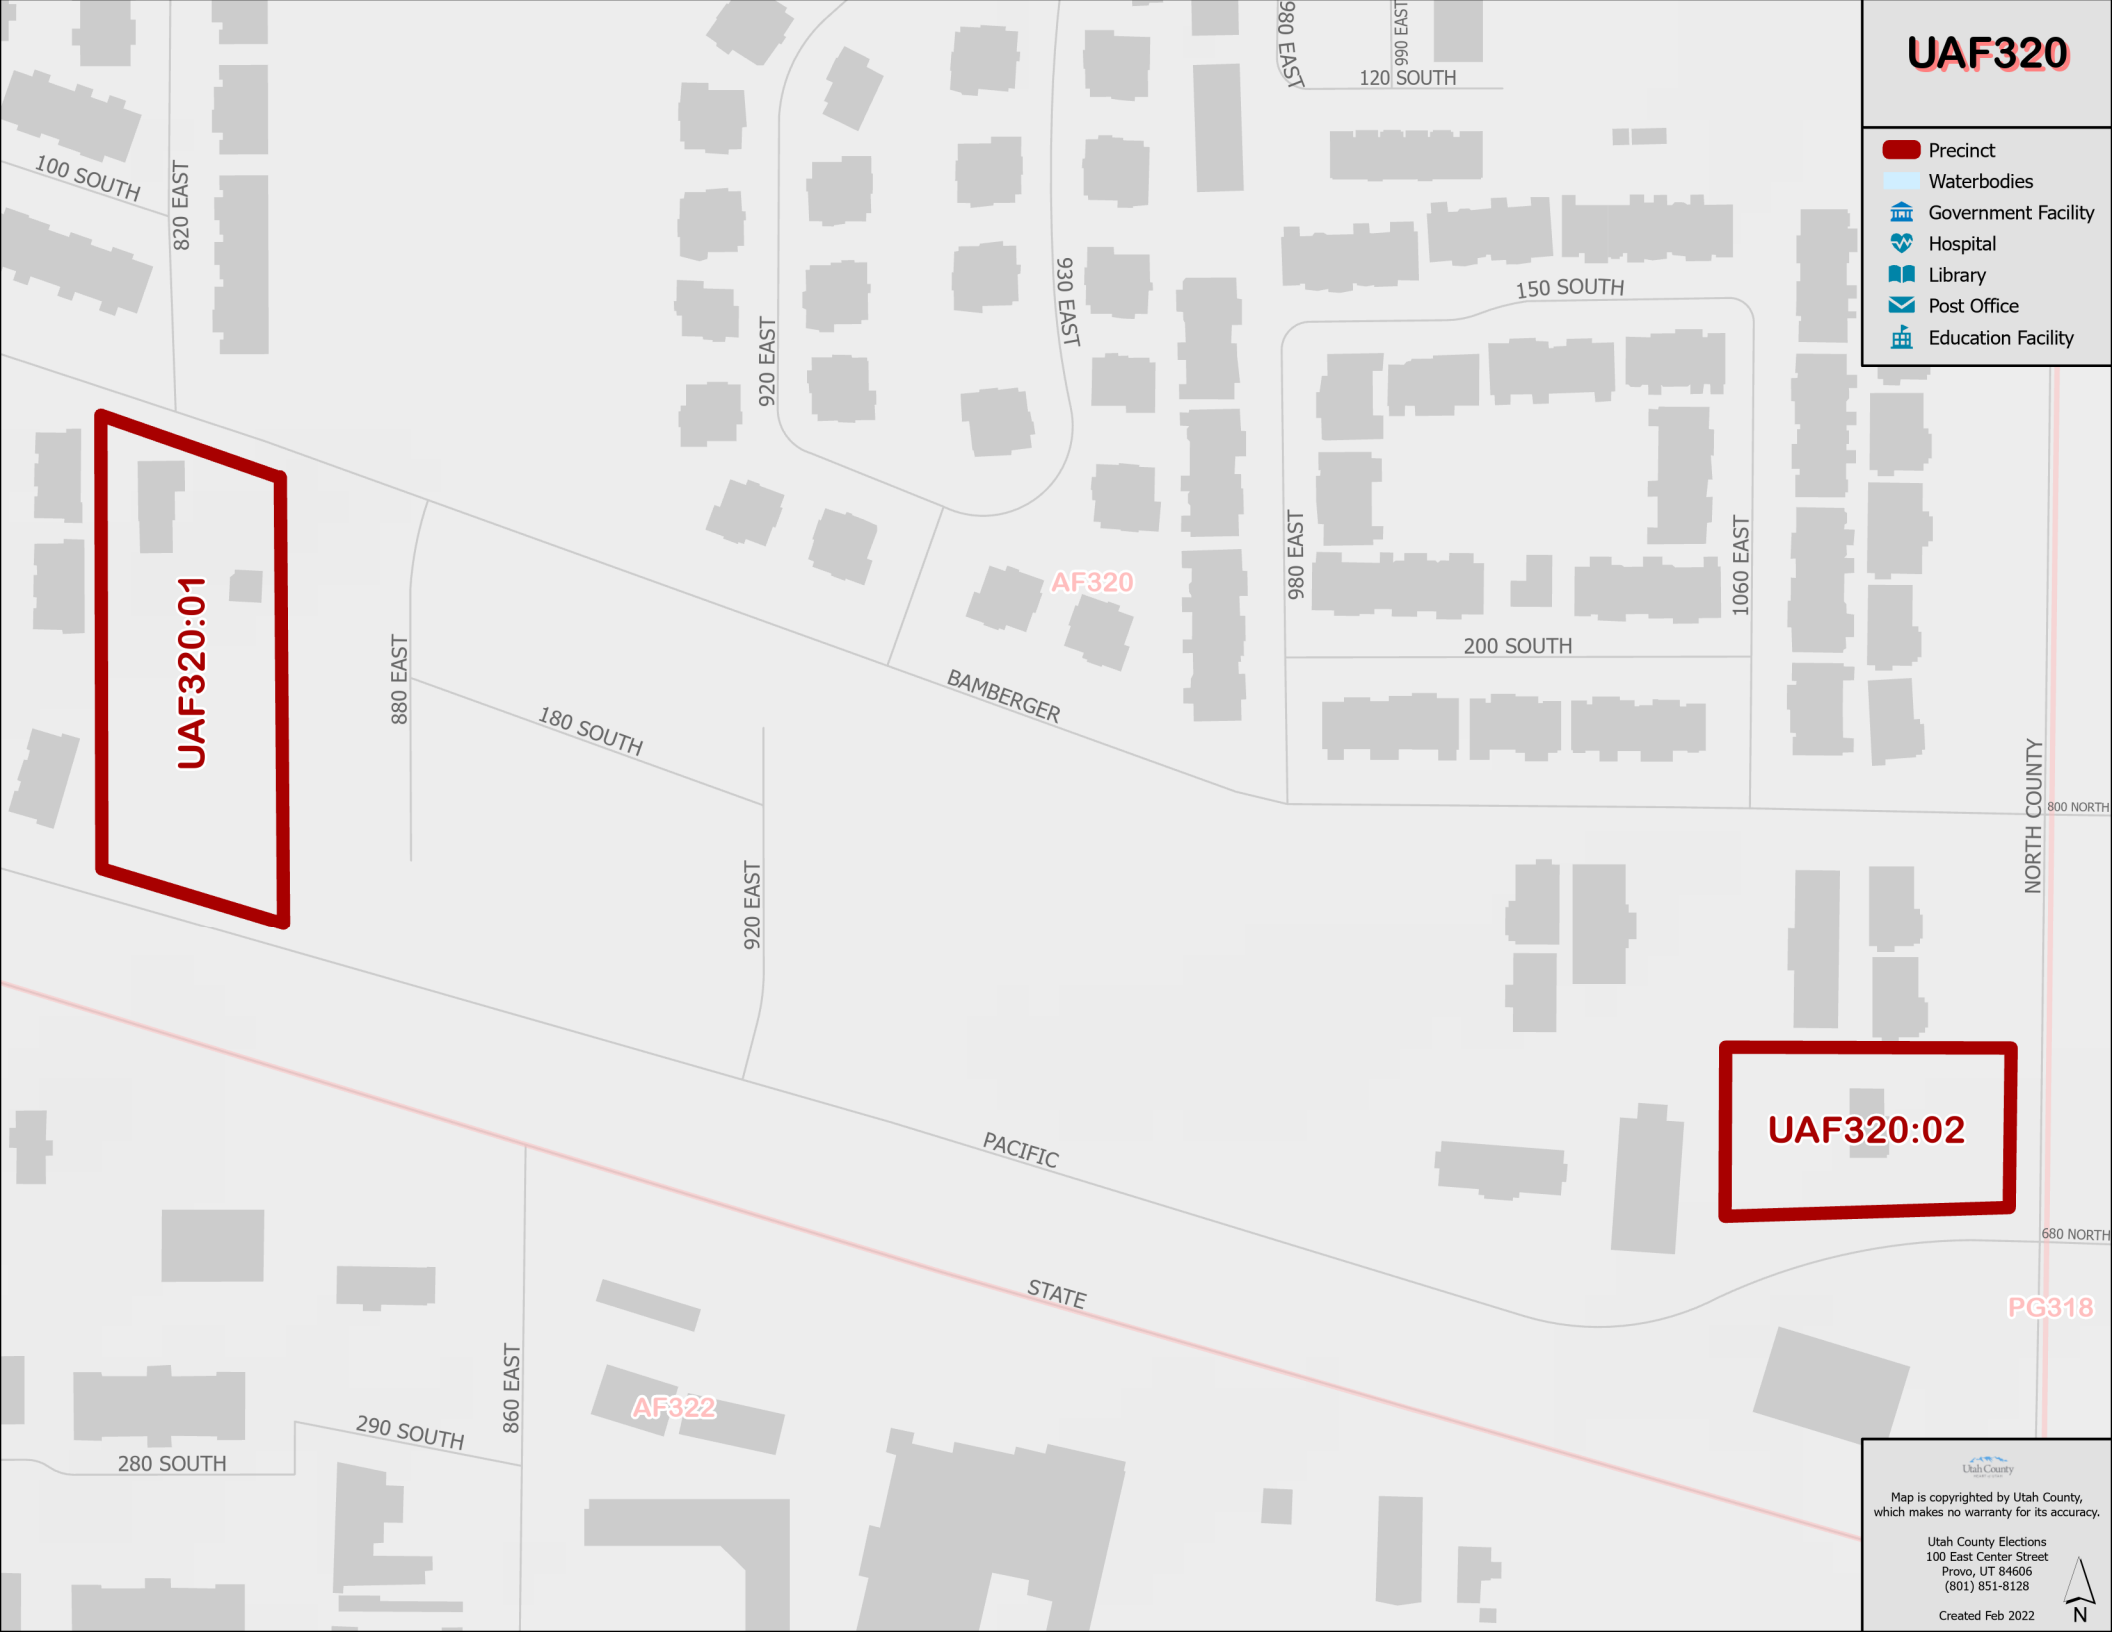 980 EAST
990 EAST
120 SOUTH
UAF320
Precinct
Waterbodies
Government Facility
Hospital
Library
Post Office
Education Facility
100 SOUTH
820 EAST
920 EAST
930 EAST
150 SOUTH
UAF320:01
880 EAST
180 SOUTH
AF320
BAMBERGER
980 EAST
1060 EAST
200 SOUTH
NORTH COUNTY
800 NORTH
920 EAST
PACIFIC
UAF320:02
680 NORTH
STATE
PG318
860 EAST
AF322
290 SOUTH
280 SOUTH
Utah County
Map is copyrighted by Utah County,
which makes no warranty for its accuracy.
Utah County Elections
100 East Center Street
Provo, UT 84606
(801) 851-8128
Created Feb 2022
N